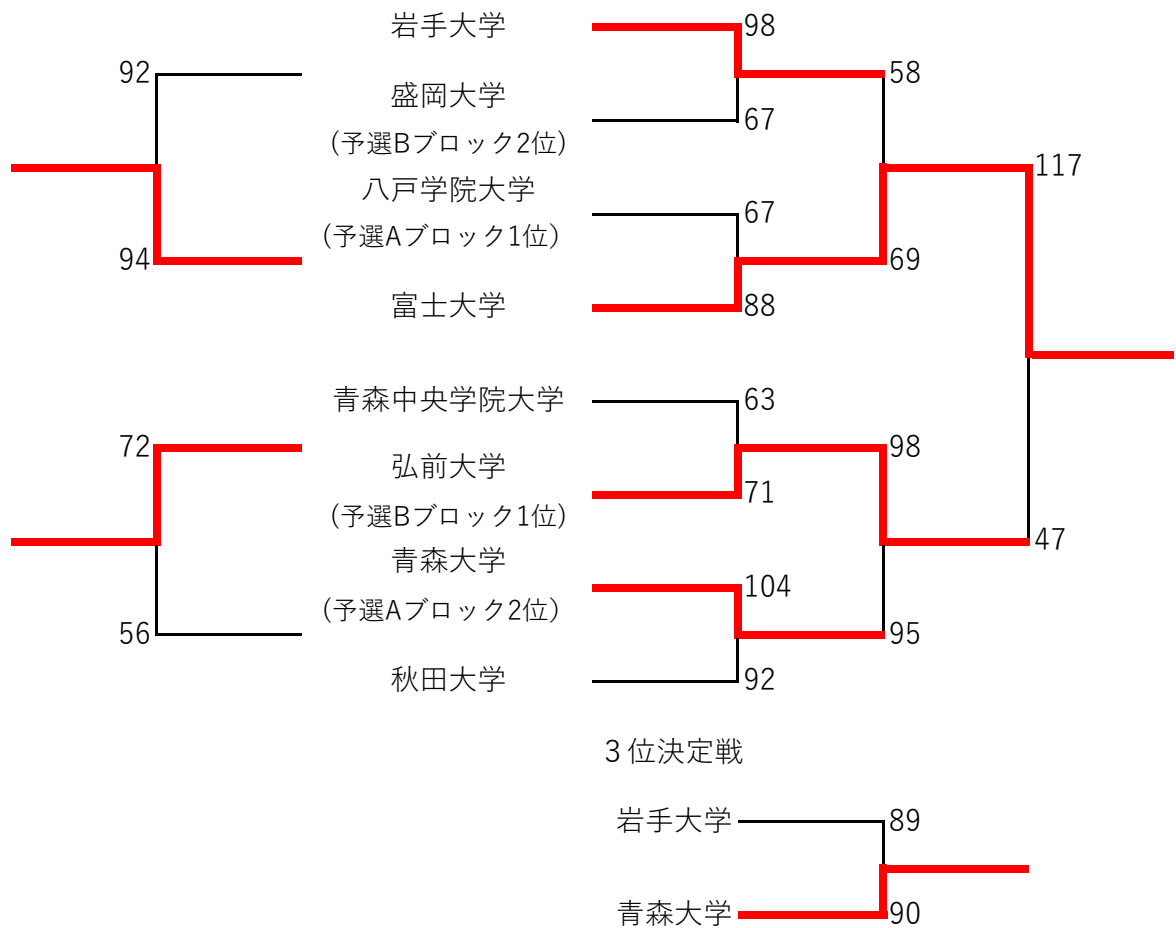 岩手大学
98
92
58
盛岡大学
67
(予選Bブロック2位)
117
八戸学院大学
67
(予選Aブロック1位)
94
69
富士大学
88
青森中央学院大学
63
72
98
弘前大学
71
(予選Bブロック1位)
47
青森大学
104
(予選Aブロック2位)
56
95
秋田大学
92
３位決定戦
岩手大学
89
青森大学
90